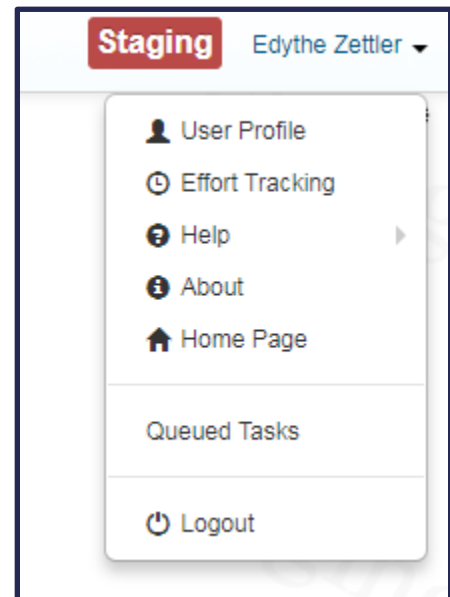 Staging Edythe Zettler
User Profile
Effort Tracking
Help
About
Home Page
Queued Tasks
Logout